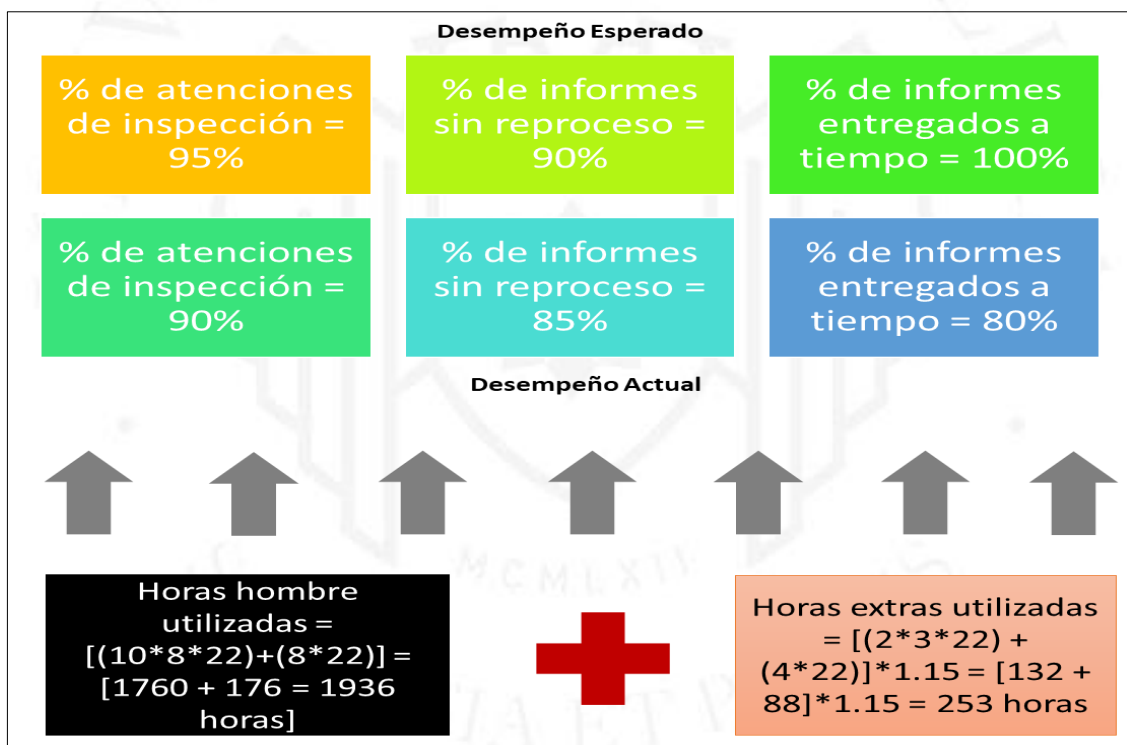 Desempeño Esperado
% de atenciones
de inspección =
95%
% de informes
sin reproceso =
90%
% de informes
entregados a
tiempo = 100%
% de atenciones
de inspección =
90%
% de informes
sin reproceso =
85%
% de informes
entregados a
tiempo = 80%
Desempeño Actual
Horas hombre
utilizadas =
[(10*8*22)+(8*22)] =
[1760 + 176 = 1936
horas]
Horas extras utilizadas
= [(2*3*22) +
(4*22)]*1.15 = [132 +
88]*1.15 = 253 horas